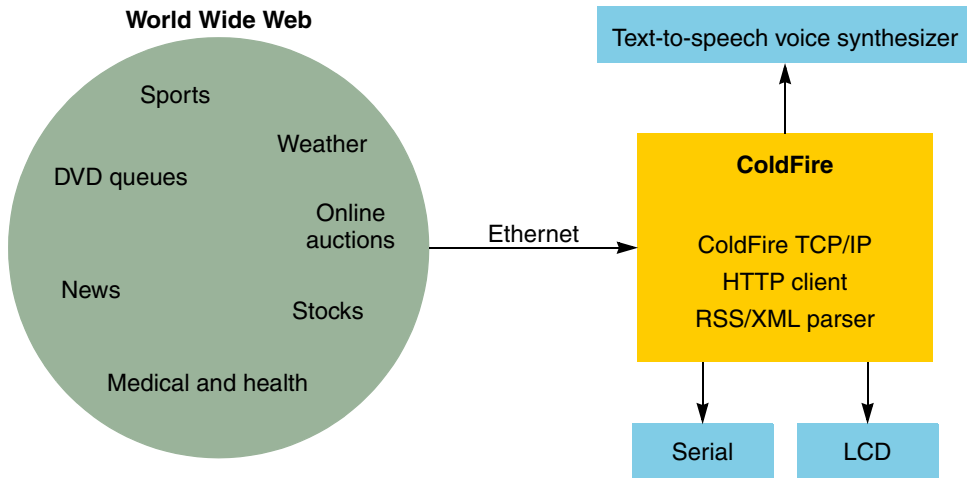 World Wide Web
Sports
Weather
DVD queues
Online
auctions
News
Stocks
Medical and health
Ethernet
Text-to-speech voice synthesizer
ColdFire
ColdFire TCP/IP
HTTP client
RSS/XML parser
Serial
LCD